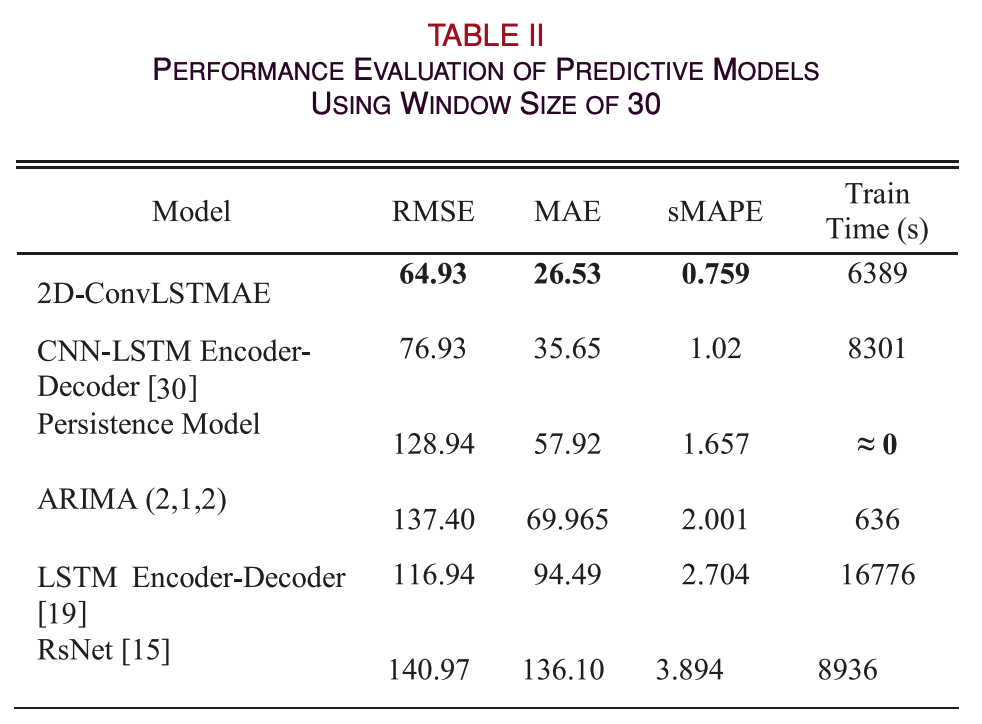 TABLE II
PERFORMANCE EVALUATION OF PREDICTIVE MODELS
USING WINDOW SIZE OF 30
Model RMSE MAE sMAPE Train Time (s)
2D-ConvLSTMAE 64.93 26.53 0.759 6389
CNN-LSTM Encoder- 76.93 35.65 1.02 8301
Decoder [30]
Persistence Model 128.94 57.92 1.657 ≈ 0
ARIMA (2,1,2) 137.40 69.965 2.001 636
LSTM Encoder-Decoder 116.94 94.49 2.704 16776
[19]
RsNet [15] 140.97 136.10 3.894 8936